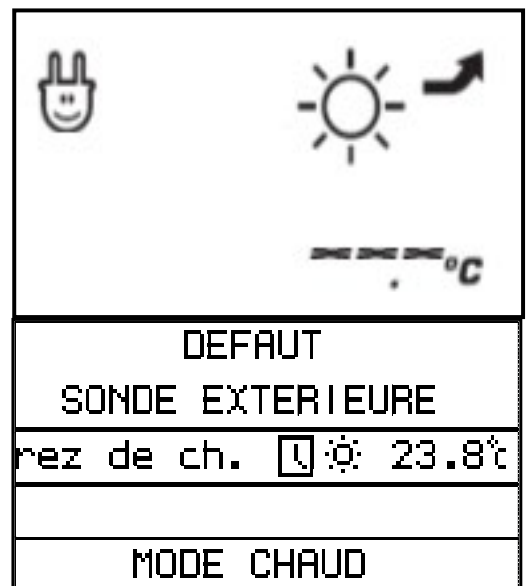 ---.-°C
DEFAUT
SONDE EXTERIEURE
rez de ch. 23.8°c
MODE CHAUD